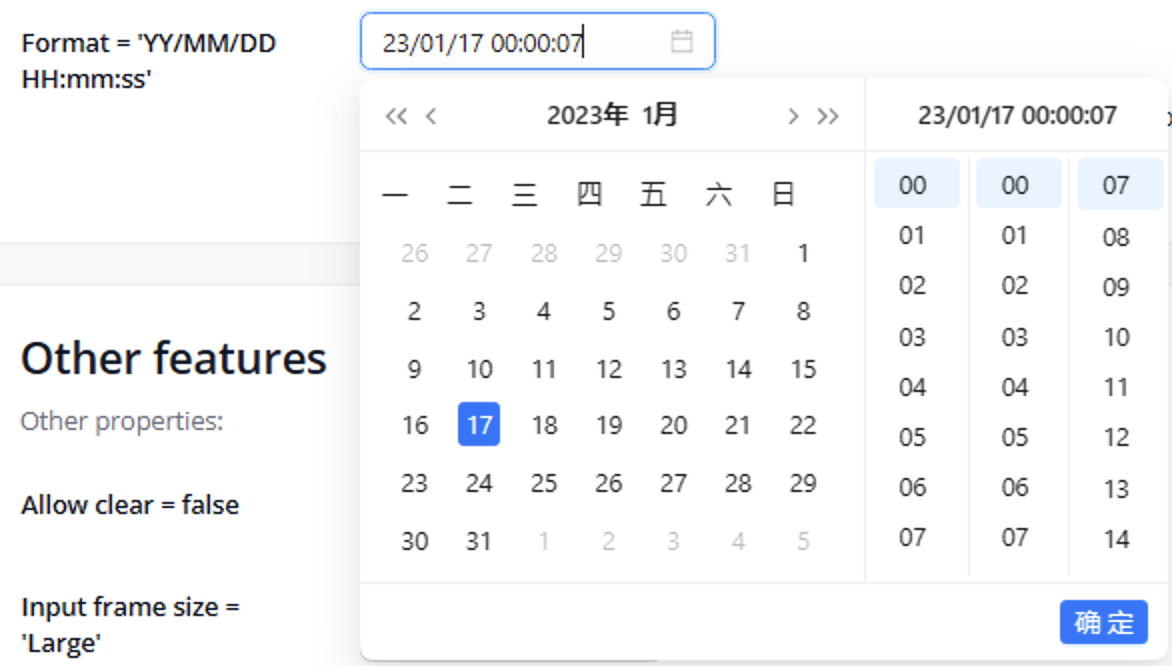 Format = 'YY/MM/DD
HH:mm:ss'
23/01/17 00:00:07
2023年 1月
23/01/17 00:00:07
一 二 三 四 五 六 日
26 27 28 29 30 31 1
2 3 4 5 6 7 8
9 10 11 12 13 14 15
16 17 18 19 20 21 22
23 24 25 26 27 28 29
30 31 1 2 3 4 5
00 00 07
01 01 08
02 02 09
03 03 10
04 04 11
05 05 12
06 06 13
07 07 14
确 定
Other features
Other properties:
Allow clear = false
Input frame size =
'Large'